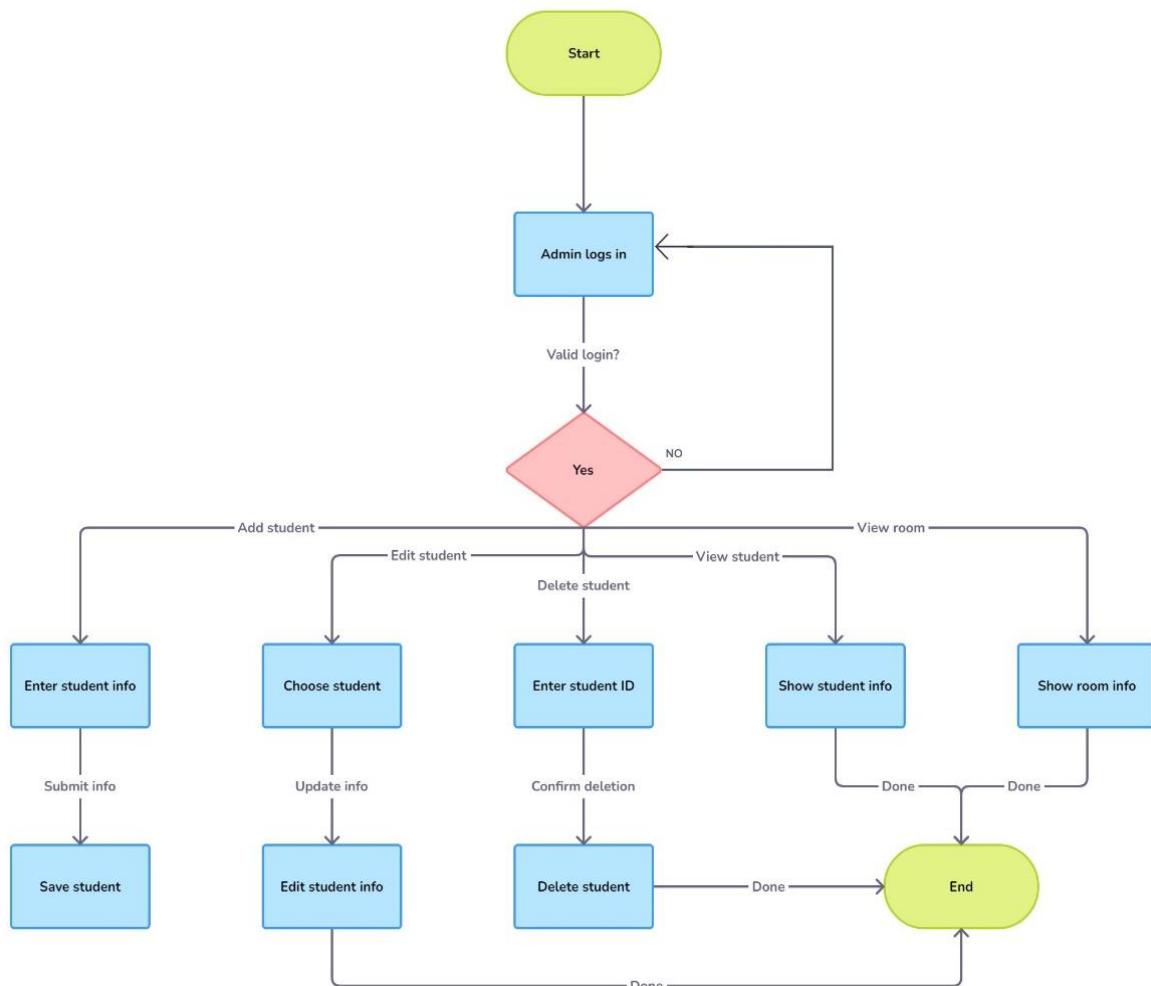 Start
Admin logs in
Valid login?
Yes
NO
Add student
View room
Edit student
View student
Delete student
Enter student info
Choose student
Enter student ID
Show student info
Show room info
Submit info
Update info
Confirm deletion
Done
Done
Save student
Edit student info
Delete student
Done
End
Done